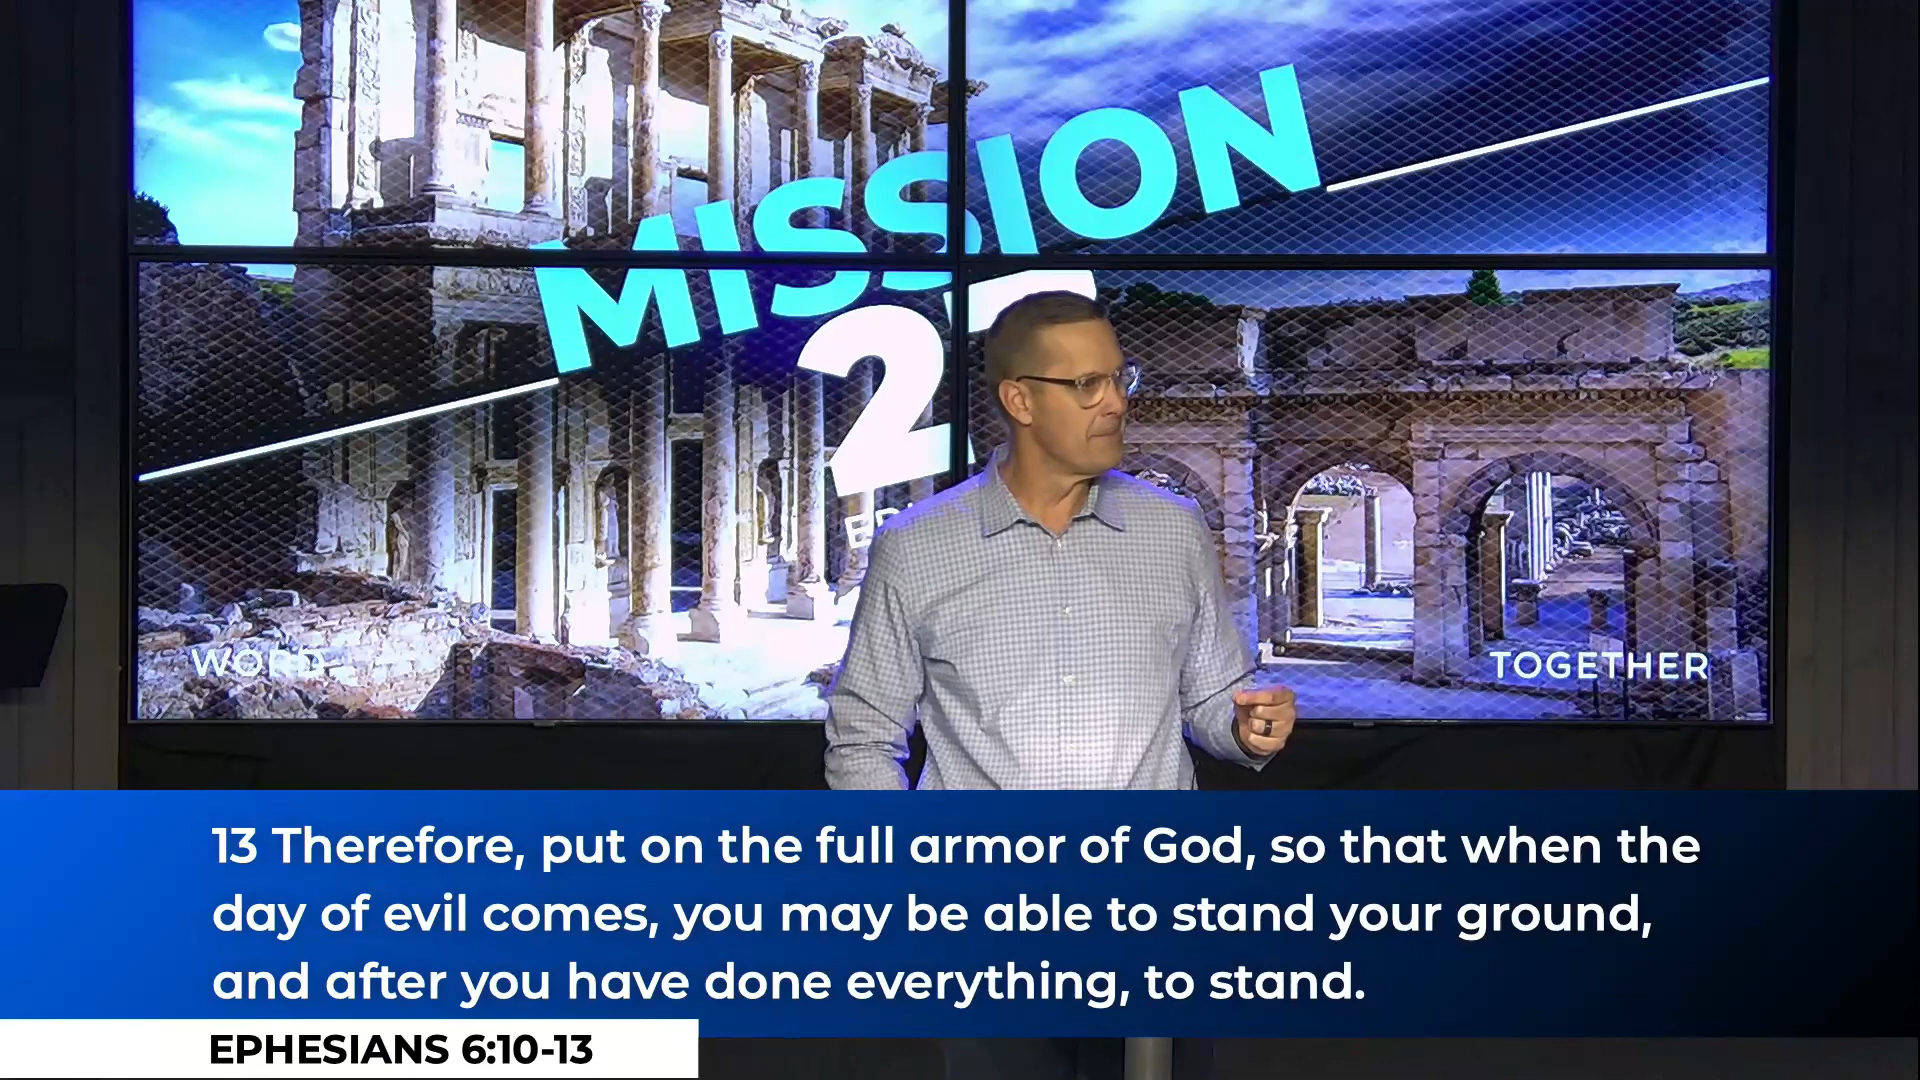 MISSION
WORD
TOGETHER
13 Therefore, put on the full armor of God, so that when the
day of evil comes, you may be able to stand your ground,
and after you have done everything, to stand.
EPHESIANS 6:10-13